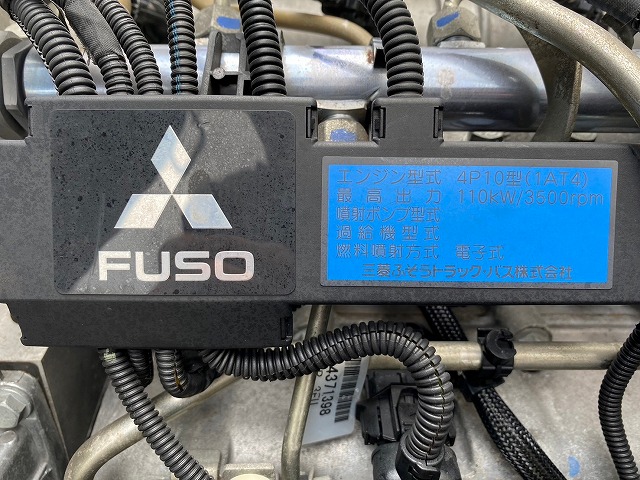 FUSO
エンジン型式 4P10型(1AT4)
最高出力 110kW/3500rpm
噴射ポンプ型式
過給機型式
燃料噴射方式 電子式
三菱ふそうトラック・バス株式会社
4371398